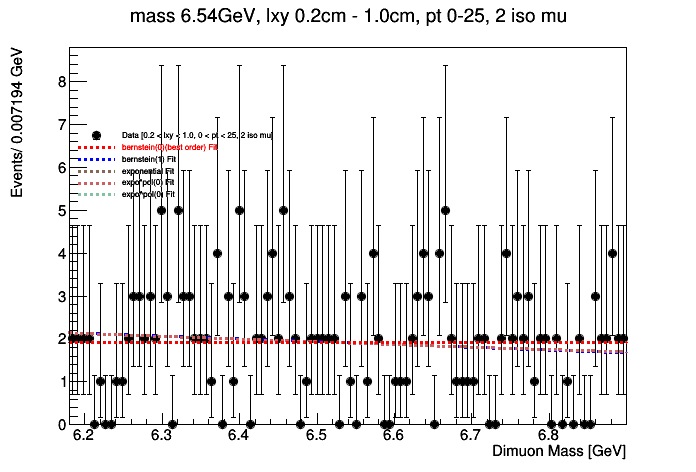 mass 6.54GeV, lxy 0.2cm - 1.0cm, pt 0-25, 2 iso mu
Events/ 0.007194 GeV
8
7
6
5
4
3
2
1
0
Data [0.2 < lxy < 1.0, 0 < pt < 25, 2 iso mu]
bernstein(0)(best order) Fit
bernstein(1) Fit
exponential Fit
expo*pol(0) Fit
expo*pol(0) Fit
6.2 6.3 6.4 6.5 6.6 6.7 6.8
Dimuon Mass [GeV]